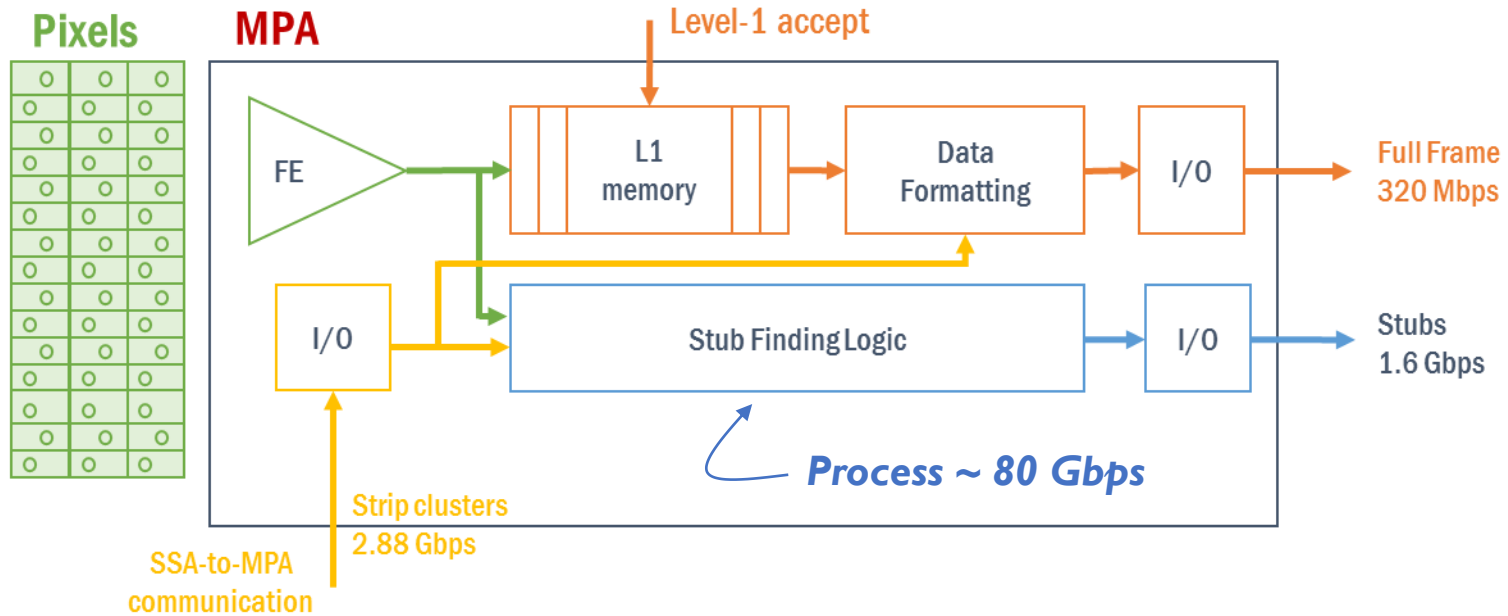 Pixels
MPA
Level-1 accept
FE
L1
memory
Data
Formatting
I/O
Full Frame
320 Mbps
I/O
Stub Finding Logic
I/O
Stubs
1.6 Gbps
Process ~ 80 Gbps
Strip clusters
2.88 Gbps
SSA-to-MPA
communication